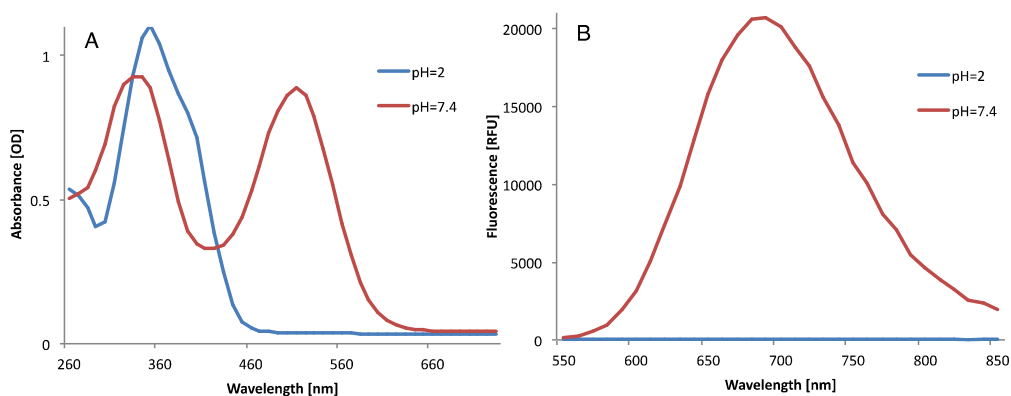 A
pH=2
pH=7.4
Absorbance [OD]
1
0.5
0
260 360 460 560 660
Wavelength [nm]
B
pH=2
pH=7.4
Fluorescence [RFU]
20000
15000
10000
5000
0
550 600 650 700 750 800 850
Wavelength [nm]